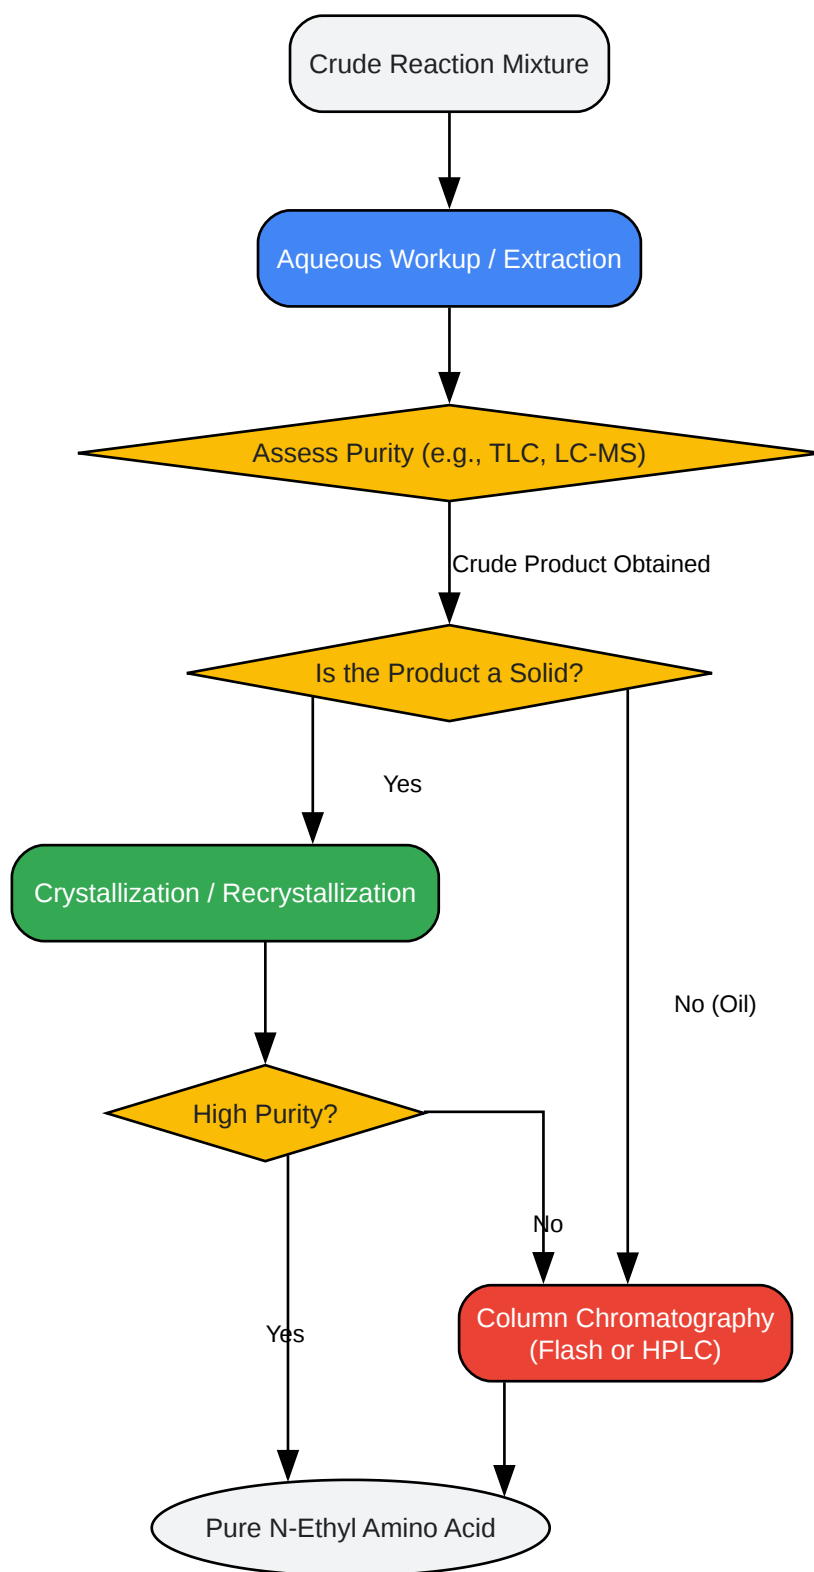 Crude Reaction Mixture
Aqueous Workup / Extraction
Assess Purity (e.g., TLC, LC-MS)
Crude Product Obtained
Is the Product a Solid?
Yes
Crystallization / Recrystallization
No (Oil)
High Purity?
No
Yes
Column Chromatography
(Flash or HPLC)
Pure N-Ethyl Amino Acid